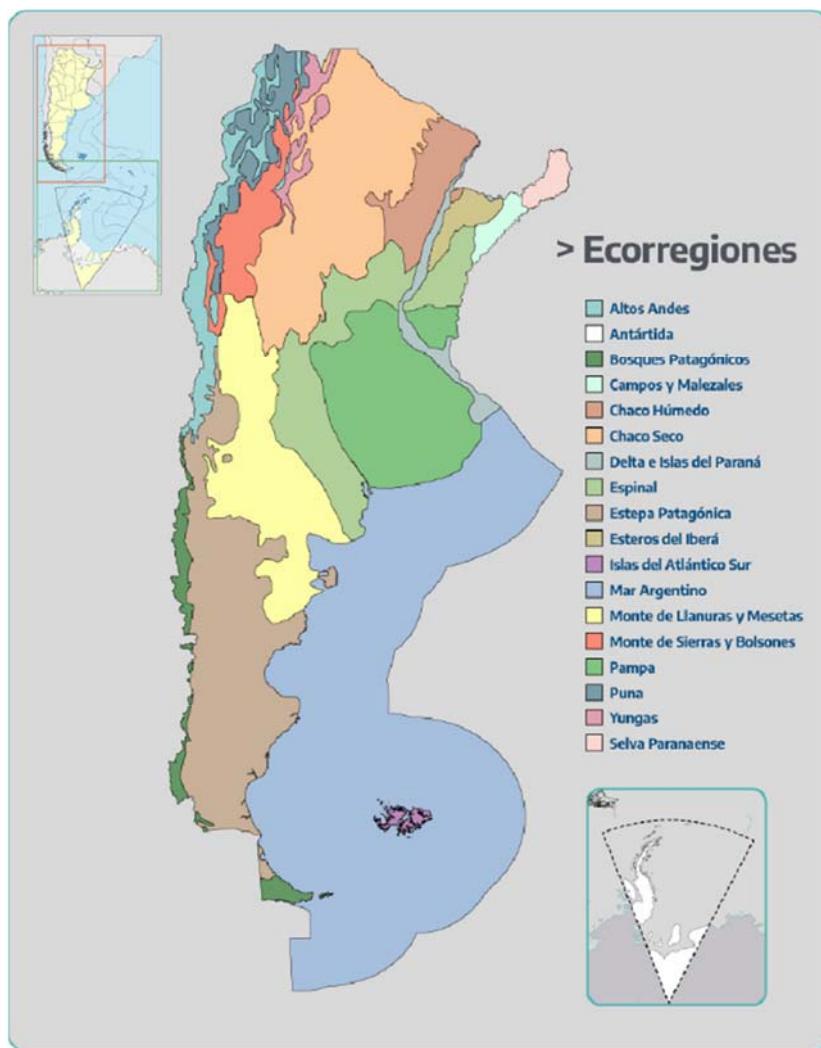 > Ecorregiones
Altos Andes
Antártida
Bosques Patagónicos
Campos y Malezales
Chaco Húmedo
Chaco Seco
Delta e Islas del Paraná
Espinal
Estepa Patagónica
Esteros del Iberá
Islas del Atlántico Sur
Mar Argentino
Monte de Llanuras y Mesetas
Monte de Sierras y Bolsones
Pampa
Puna
Yungas
Selva Paranaense